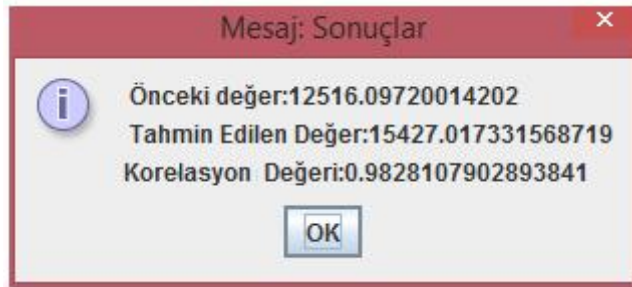 Mesaj: Sonuçlar
Önceki değer:12516.09720014202
Tahmin Edilen Değer:15427.017331568719
Korelasyon  Değeri:0.9828107902893841
OK